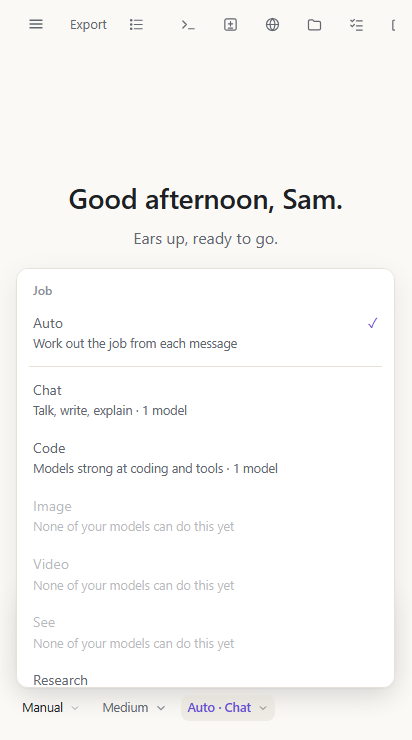 Export
Good afternoon, Sam.
Ears up, ready to go.
Job
Auto
Work out the job from each message
Chat
Talk, write, explain · 1 model
Code
Models strong at coding and tools · 1 model
Image
None of your models can do this yet
Video
None of your models can do this yet
See
None of your models can do this yet
Research
Manual
Medium
Auto · Chat